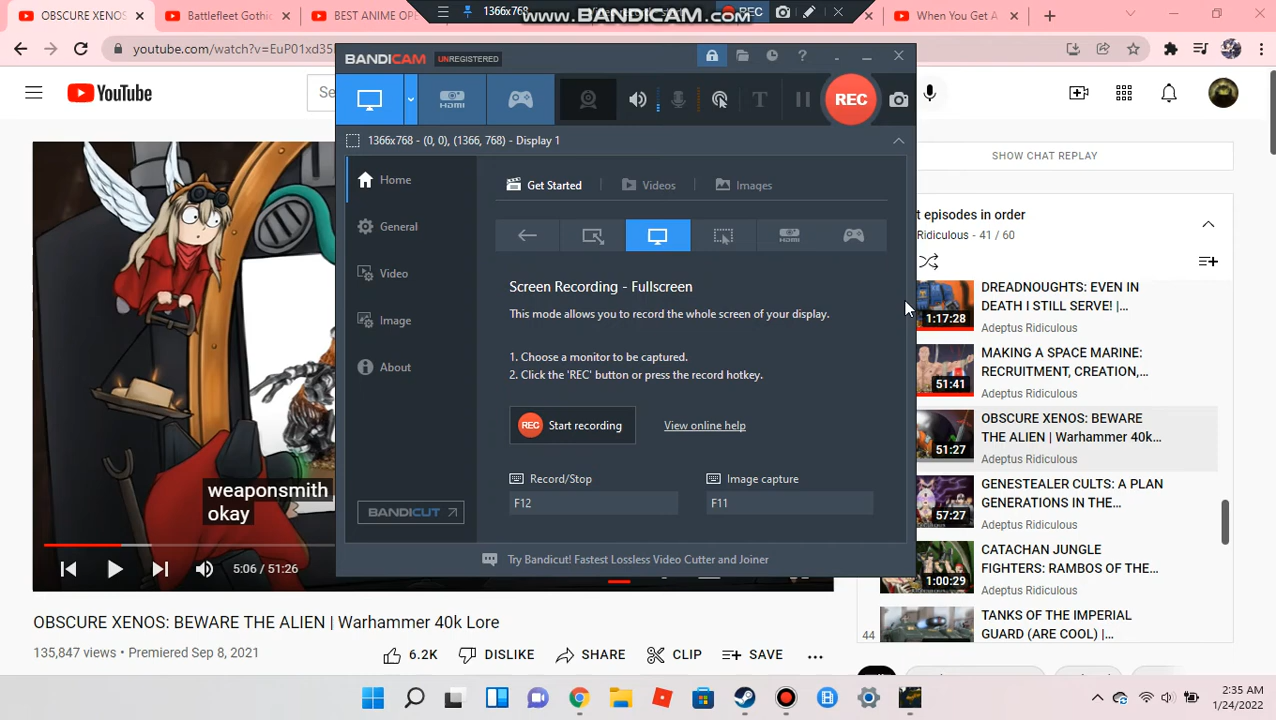 OBSCURE XENOS:
Battlefleet Gothic
BEST ANIME OPE
1366x768
www.BANDICAM.com
REC
When You Get A
youtube.com/watch?v=EuP01xd35
BANDICAM UNREGISTERED
YouTube
Se
HDMI
T
REC
1366x768 - (0, 0), (1366, 768) - Display 1
SHOW CHAT REPLAY
Home
General
Video
Image
About
BANDICUT
Get Started
Videos
Images
HDMI
Screen Recording - Fullscreen
This mode allows you to record the whole screen of your display.
1. Choose a monitor to be captured.
2. Click the 'REC' button or press the record hotkey.
REC Start recording
View online help
Record/Stop
Image capture
F12
F11
Try Bandicut! Fastest Lossless Video Cutter and Joiner
t episodes in order
Ridiculous - 41 / 60
DREADNOUGHTS: EVEN IN
DEATH I STILL SERVE! |...
Adeptus Ridiculous
1:17:28
MAKING A SPACE MARINE:
RECRUITMENT, CREATION,...
Adeptus Ridiculous
51:41
OBSCURE XENOS: BEWARE
THE ALIEN | Warhammer 40k...
Adeptus Ridiculous
51:27
GENESTEALER CULTS: A PLAN
GENERATIONS IN THE...
Adeptus Ridiculous
57:27
CATACHAN JUNGLE
FIGHTERS: RAMBOS OF THE...
Adeptus Ridiculous
1:00:29
TANKS OF THE IMPERIAL
GUARD (ARE COOL) |...
44
weaponsmith
okay
5:06 / 51:26
OBSCURE XENOS: BEWARE THE ALIEN | Warhammer 40k Lore
135,847 views • Premiered Sep 8, 2021
6.2K
DISLIKE
SHARE
CLIP
SAVE
2:35 AM
1/24/2022